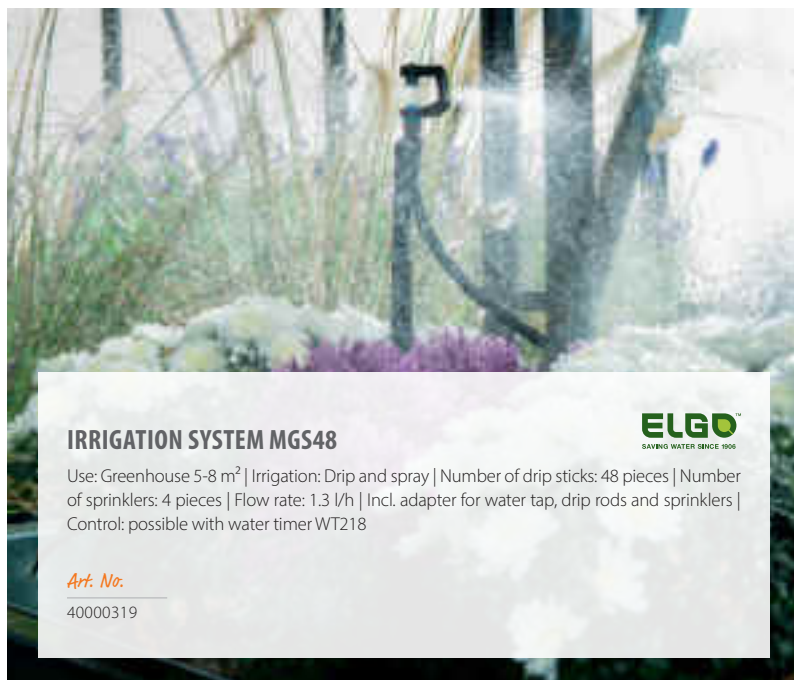 IRRIGATION SYSTEM MGS48
ELGO™
SAVING WATER SINCE 1906
Use: Greenhouse 5-8 m² | Irrigation: Drip and spray | Number of drip sticks: 48 pieces | Number
of sprinklers: 4 pieces | Flow rate: 1.3 l/h | Incl. adapter for water tap, drip rods and sprinklers |
Control: possible with water timer WT218
Art. No.
40000319